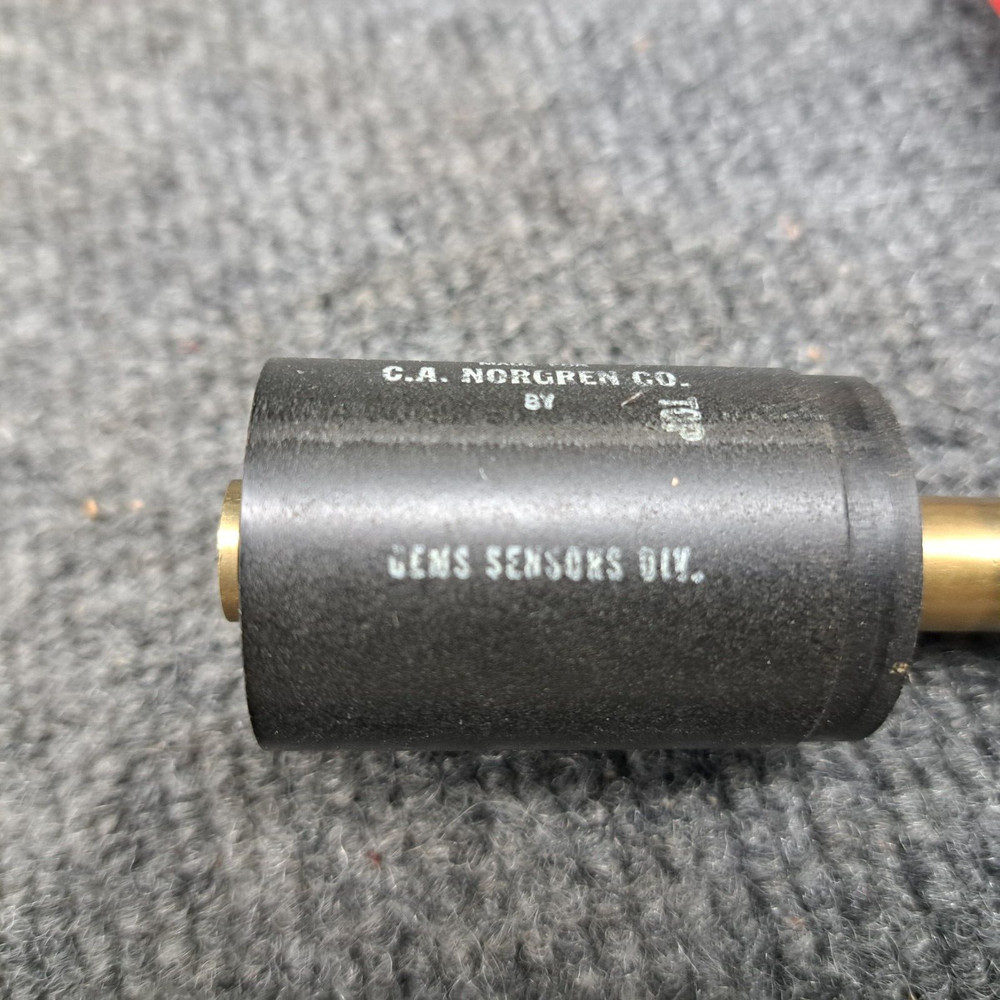 C.A. NORGREN CO.
BY
TOP
GEMS SENSORS DIV.